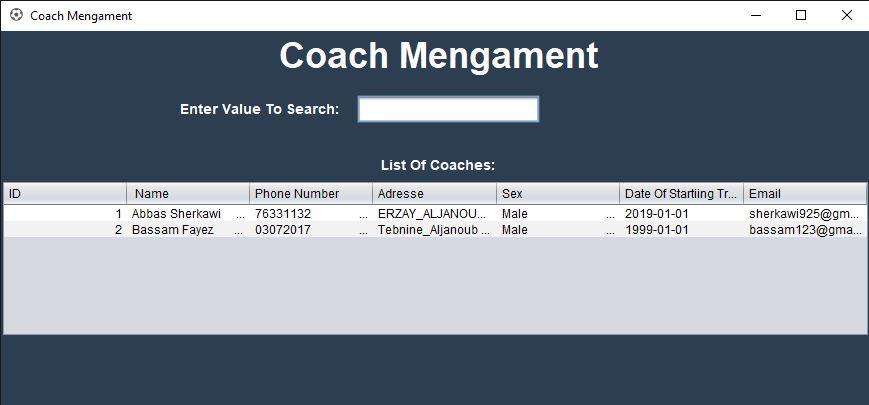 Coach Mengament
Coach Mengament
Enter Value To Search:
List Of Coaches:
ID Name Phone Number Adresse Sex Date Of Startiing Tr... Email
1 Abbas Sherkawi ... 76331132 ... ERZAY_ALJANOU... Male ... 2019-01-01 sherkawi925@gm...
2 Bassam Fayez ... 03072017 ... Tebnine_Aljanoub ... Male ... 1999-01-01 bassam123@gma...